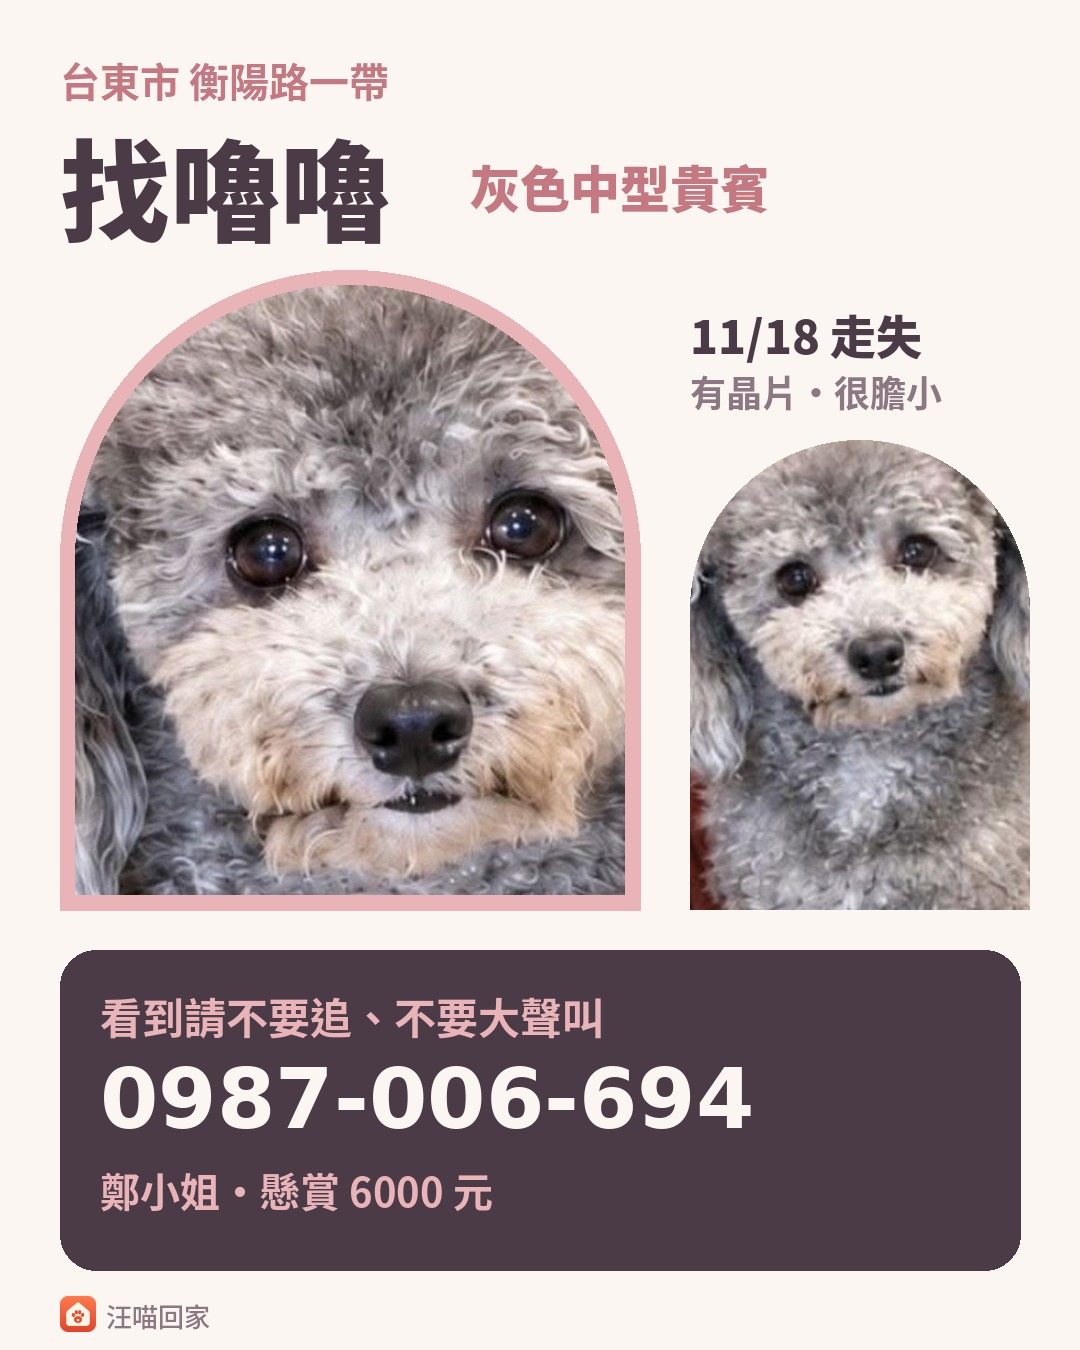 台東市 衡陽路一帶
找嚕嚕
灰色中型貴賓
11/18 走失
有晶片・很膽小
看到請不要追、不要大聲叫
0987-006-694
鄭小姐・懸賞 6000 元
汪喵回家